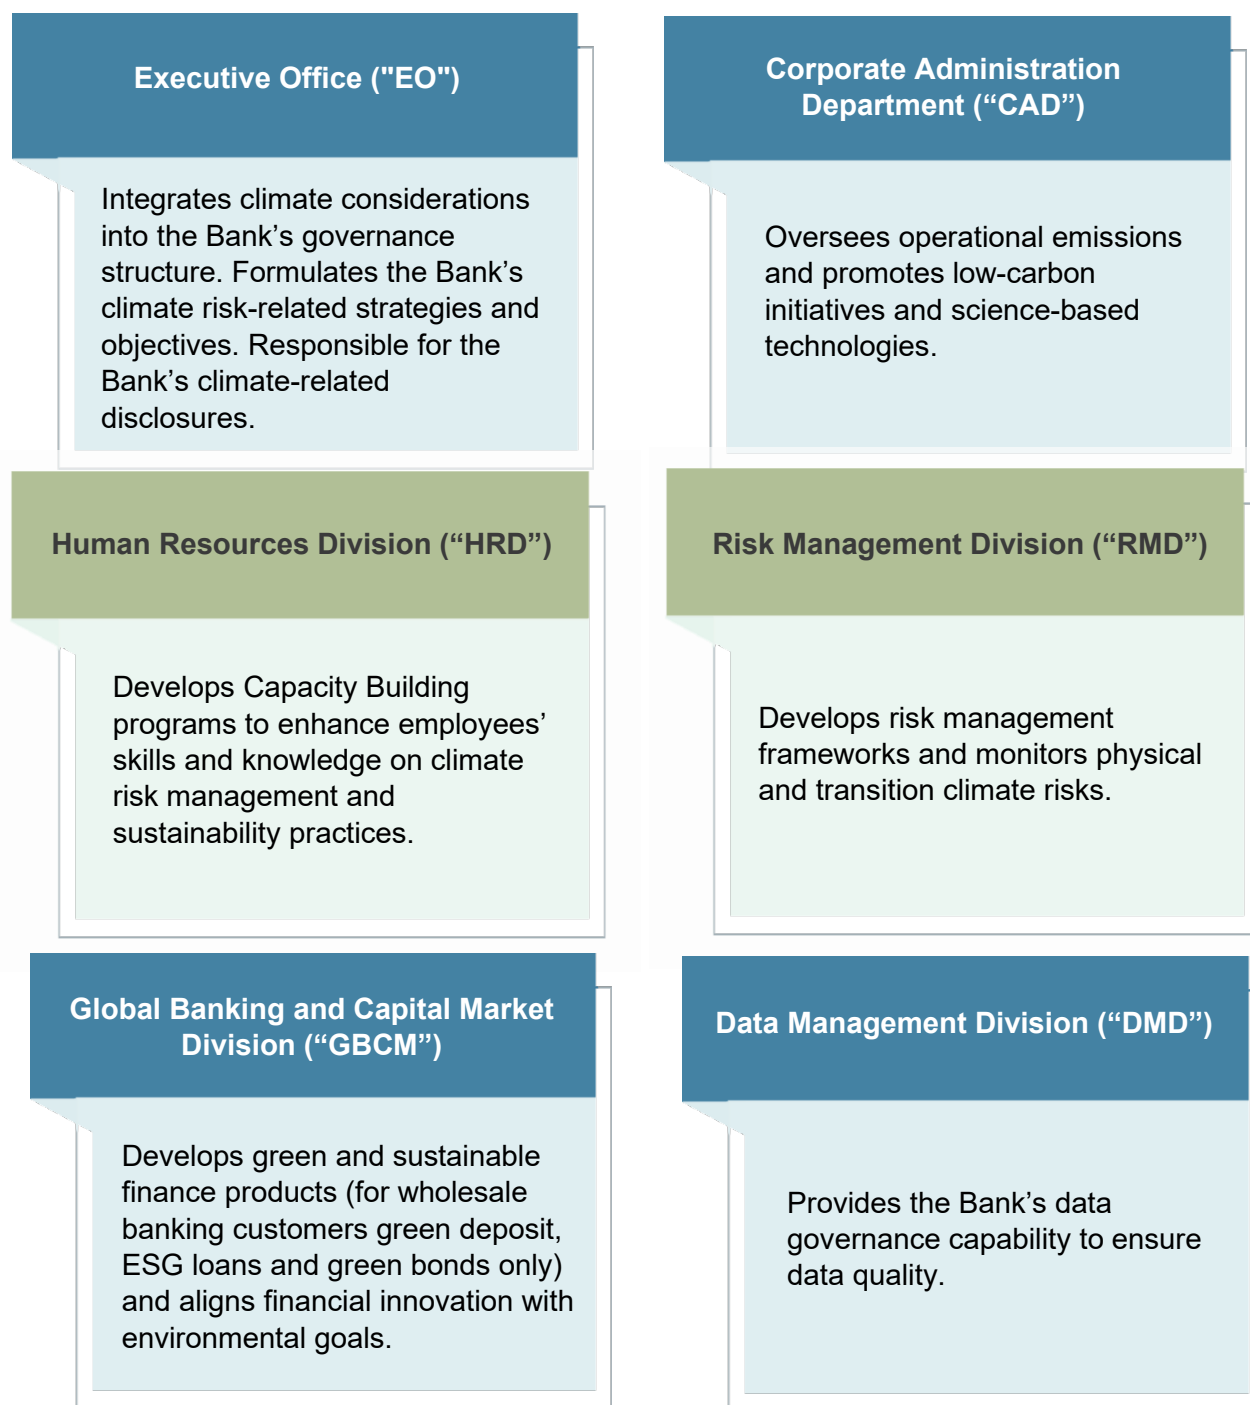 Executive Office ("EO")
Integrates climate considerations
into the Bank’s governance
structure. Formulates the Bank’s
climate risk-related strategies and
objectives. Responsible for the
Bank’s climate-related
disclosures.
Corporate Administration
Department (“CAD”)
Oversees operational emissions
and promotes low-carbon
initiatives and science-based
technologies.
Human Resources Division (“HRD”)
Develops Capacity Building
programs to enhance employees’
skills and knowledge on climate
risk management and
sustainability practices.
Risk Management Division (“RMD”)
Develops risk management
frameworks and monitors physical
and transition climate risks.
Global Banking and Capital Market
Division (“GBCM”)
Develops green and sustainable
finance products (for wholesale
banking customers green deposit,
ESG loans and green bonds only)
and aligns financial innovation with
environmental goals.
Data Management Division (“DMD”)
Provides the Bank’s data
governance capability to ensure
data quality.